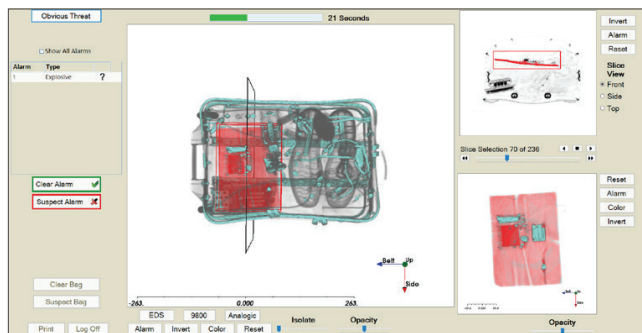 Obvious Threat
21 Seconds
Show All Alarms
Alarm Type
1 Explosive ?
Clear Alarm
Suspect Alarm
Clear Bag
Suspect Bag
Print Log Off
Belt Up
Side
-263. 0.000 263.
EDS 9800 Analogic
Isolate Opacity
Alarm Invert Color Reset
Invert
Alarm
Reset
Slice
View
Front
Side
Top
Slice Selection 70 of 236
Reset
Alarm
Color
Invert
Opacity